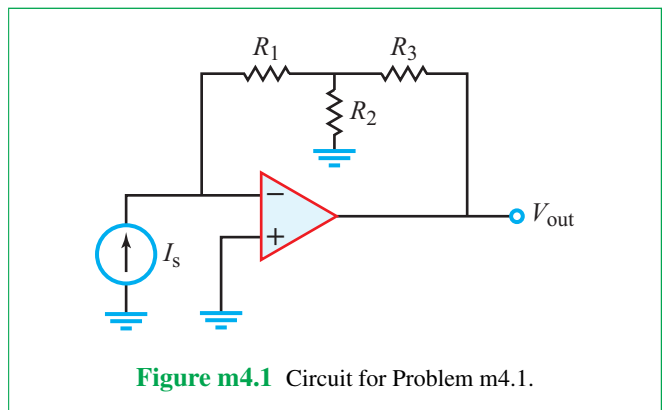 R1 R3
R2
−
+
Is
Vout
Figure m4.1 Circuit for Problem m4.1.